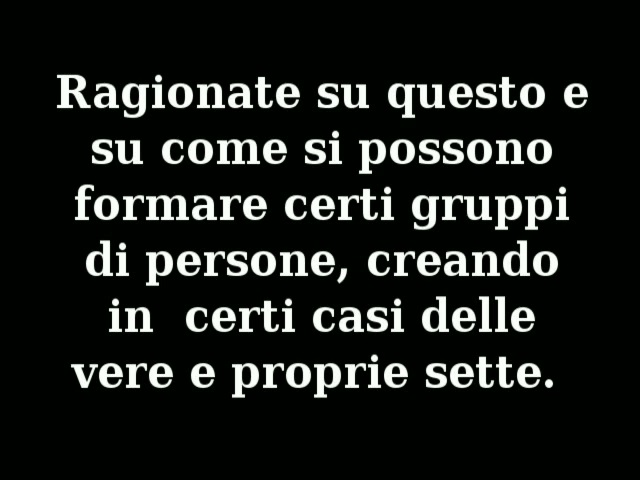 Ragionate su questo e
su come si possono
formare certi gruppi
di persone, creando
in  certi casi delle
vere e proprie sette.